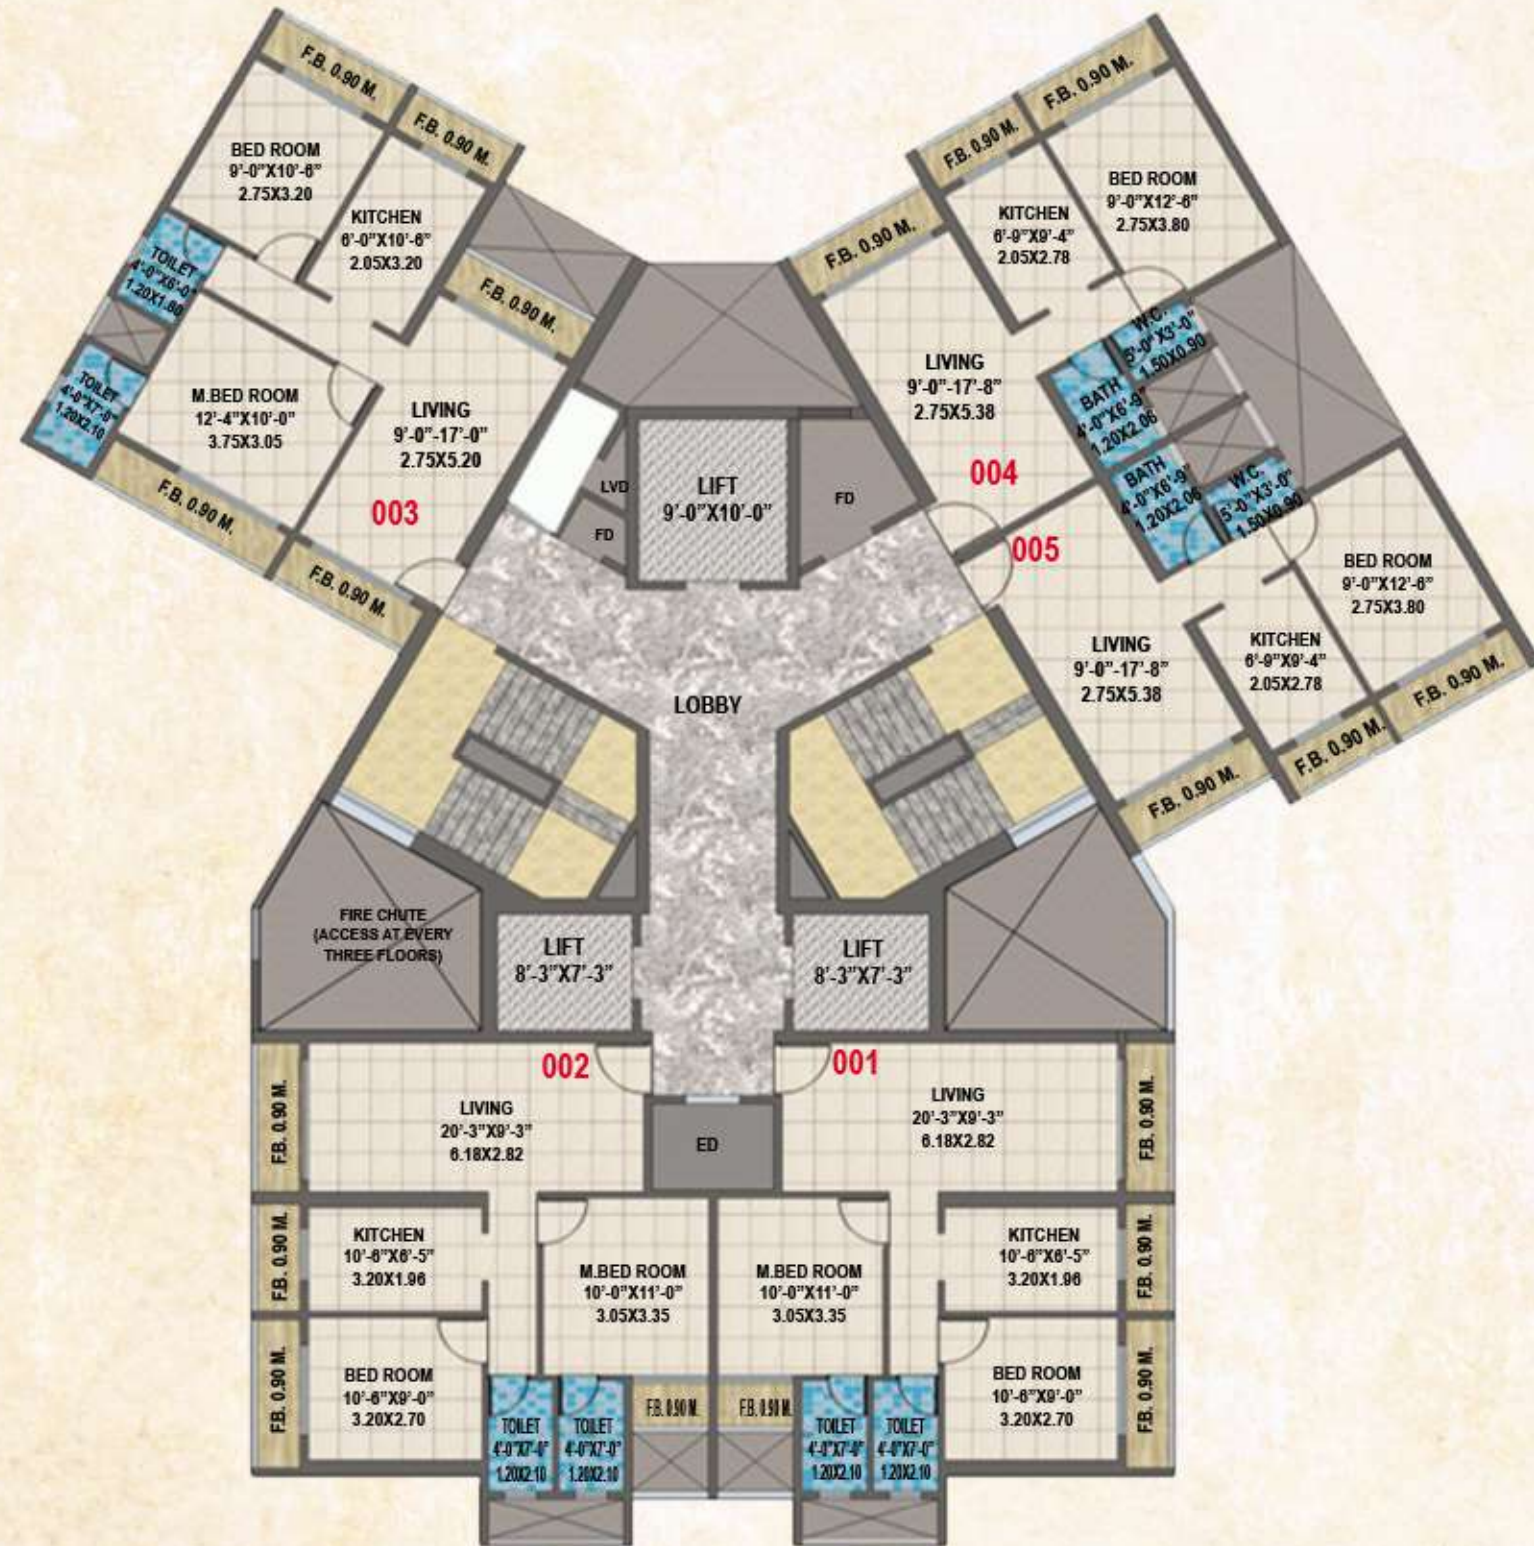 F.B. 0.90 M.
F.B. 0.90 M.
BED ROOM
9'-0"X10'-6"
2.75X3.20
KITCHEN
6'-0"X10'-6"
2.05X3.20
TOILET
4'-0"X6'-0"
1.20X1.80
F.B. 0.90 M.
TOILET
4'-0"X7'-0"
1.20X2.10
M.BED ROOM
12'-4"X10'-0"
3.75X3.05
LIVING
9'-0"-17'-0"
2.75X5.20
003
F.B. 0.90 M.
F.B. 0.90 M.
F.B. 0.90 M.
F.B. 0.90 M.
F.B. 0.90 M.
BED ROOM
9'-0"X12'-6"
2.75X3.80
KITCHEN
6'-9"X9'-4"
2.05X2.78
W.C.
5'-0"X3'-0"
1.50X0.90
LIVING
9'-0"-17'-8"
2.75X5.38
BATH
4'-0"X6'-9"
1.20X2.06
004
LVD
FD
LIFT
9'-0"X10'-0"
FD
BATH
4'-0"X6'-9"
1.20X2.06
W.C.
5'-0"X3'-0"
1.50X0.90
005
BED ROOM
9'-0"X12'-6"
2.75X3.80
LIVING
9'-0"-17'-8"
2.75X5.38
KITCHEN
6'-9"X9'-4"
2.05X2.78
F.B. 0.90 M.
F.B. 0.90 M.
F.B. 0.90 M.
LOBBY
FIRE CHUTE
(ACCESS AT EVERY
THREE FLOORS)
LIFT
8'-3"X7'-3"
LIFT
8'-3"X7'-3"
002
001
F.B. 0.90 M.
LIVING
20'-3"X9'-3"
6.18X2.82
ED
LIVING
20'-3"X9'-3"
6.18X2.82
F.B. 0.90 M.
F.B. 0.90 M.
KITCHEN
10'-6"X6'-5"
3.20X1.96
M.BED ROOM
10'-0"X11'-0"
3.05X3.35
M.BED ROOM
10'-0"X11'-0"
3.05X3.35
KITCHEN
10'-6"X6'-5"
3.20X1.96
F.B. 0.90 M.
F.B. 0.90 M.
BED ROOM
10'-6"X9'-0"
3.20X2.70
BED ROOM
10'-6"X9'-0"
3.20X2.70
F.B. 0.90 M.
TOILET
4'-0"X7'-0"
1.20X2.10
TOILET
4'-0"X7'-0"
1.20X2.10
F.B. 0.90 M.
F.B. 0.90 M.
TOILET
4'-0"X7'-0"
1.20X2.10
TOILET
4'-0"X7'-0"
1.20X2.10